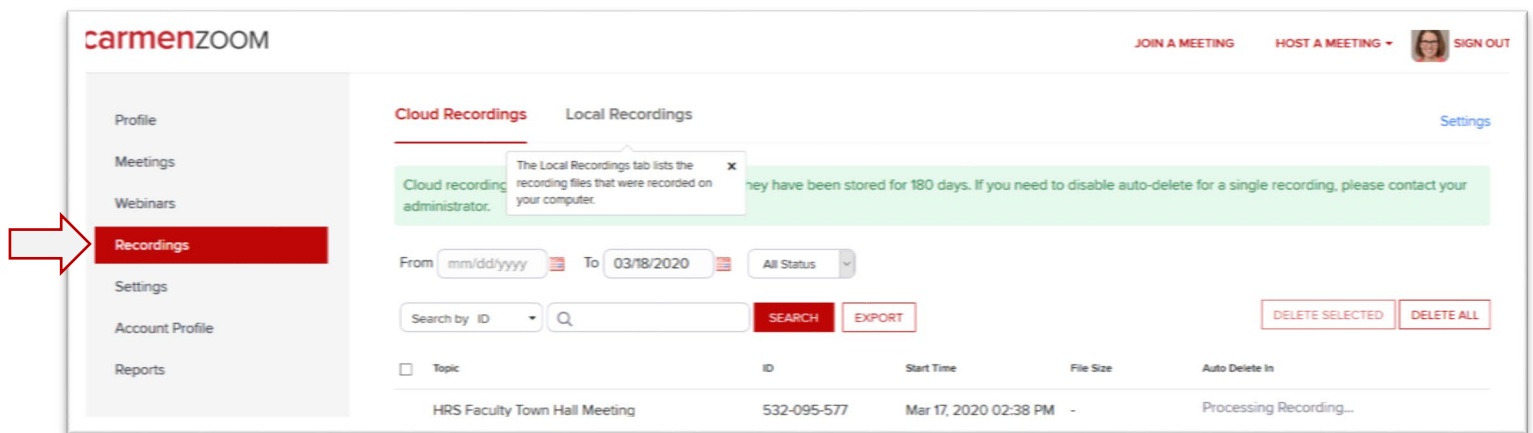 carmenZOOM
JOIN A MEETING HOST A MEETING SIGN OUT
Profile
Meetings
Webinars
Recordings
Settings
Account Profile
Reports
Cloud Recordings Local Recordings
Settings
The Local Recordings tab lists the x
recording files that were recorded on
your computer.
Cloud recording hey have been stored for 180 days. If you need to disable auto-delete for a single recording, please contact your
administrator.
From mm/dd/yyyy To 03/18/2020 All Status
Search by ID SEARCH EXPORT DELETE SELECTED DELETE ALL
Topic ID Start Time File Size Auto Delete In
HRS Faculty Town Hall Meeting 532-095-577 Mar 17, 2020 02:38 PM - Processing Recording...